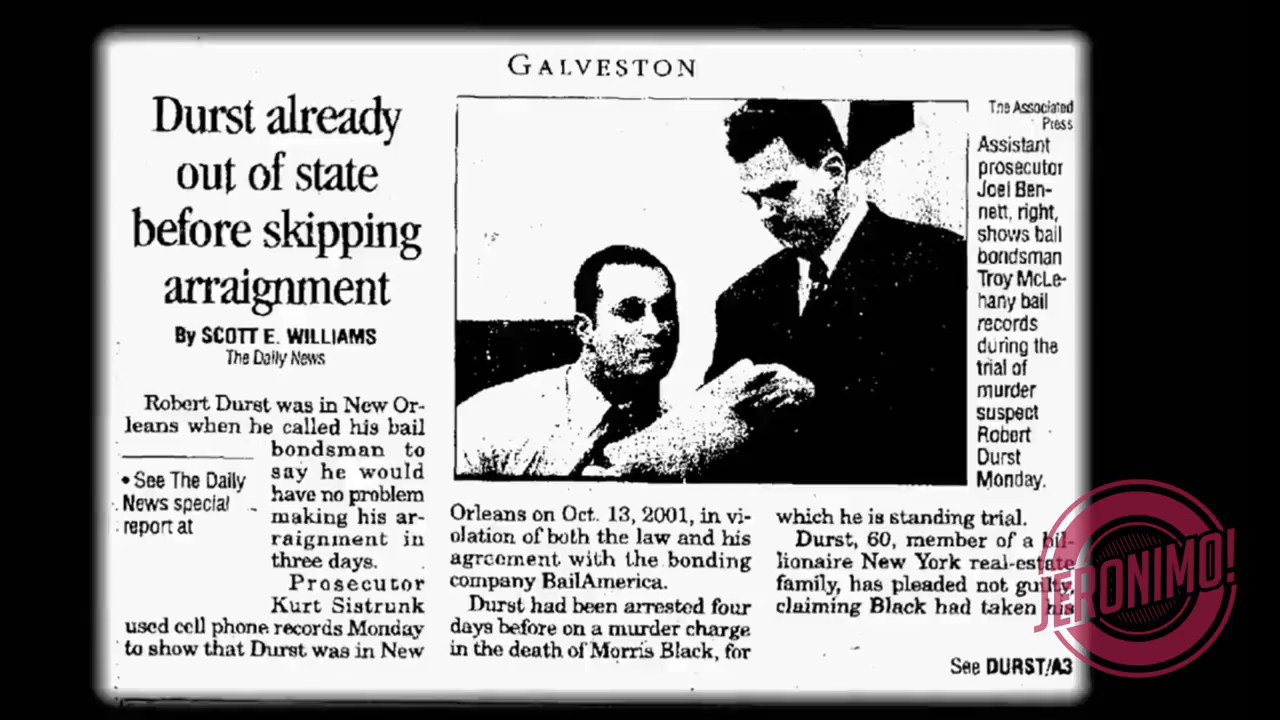 GALVESTON
Durst already
out of state
before skipping
arraignment
By SCOTT E. WILLIAMS
The Daily News
Robert Durst was in New Or-
leans when he called his bail
bondsman to
say he would
have no problem
making his ar-
raignment in
three days.
Prosecutor
Kurt Sistrunk
used cell phone records Monday
to show that Durst was in New
• See The Daily
News special
report at
The Associated
Press
Assistant
prosecutor
Joel Ben-
nett, right,
shows bail
bondsman
Troy McLe-
hany bail
records
during the
trial of
murder
suspect
Robert
Durst
Monday.
Orleans on Oct. 13, 2001, in vi-
olation of both the law and his
agreement with the bonding
company BailAmerica.
Durst had been arrested four
days before on a murder charge
in the death of Morris Black, for
which he is standing trial.
Durst, 60, member of a bil-
lionaire New York real-estate
family, has pleaded not guilty,
claiming Black had taken his
See DURST/A3
JERONIMO!